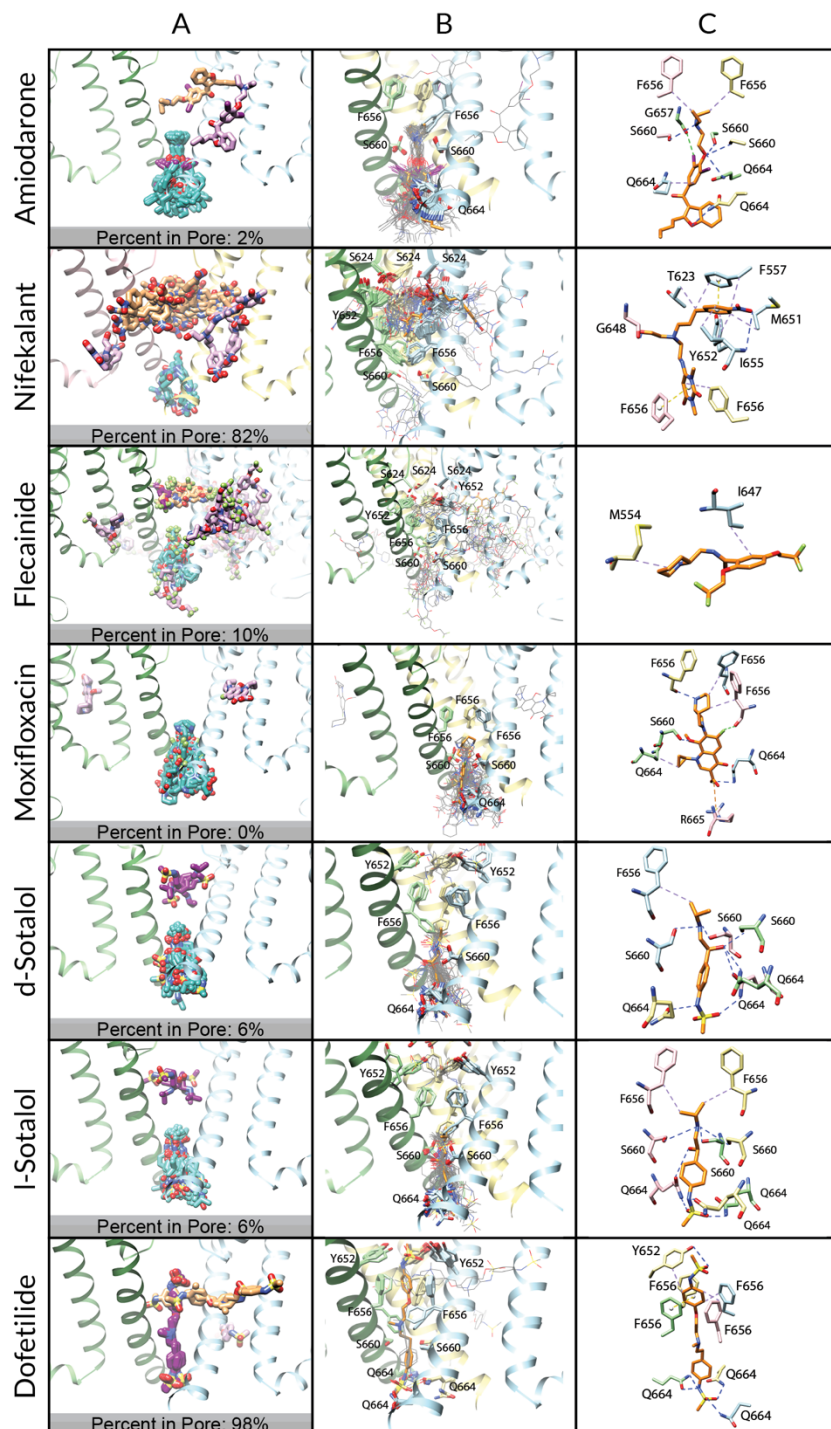 A
B
C
Amiodarone
Percent in Pore: 2%
F656
F656
S660
S660
Q664
F656
F656
G657
S660
S660
S660
Q664
Q664
Q664
Nifekalant
Percent in Pore: 82%
S624
S624
S624
Y652
F656
F656
S660
S660
T623
F557
G648
M651
Y652
I655
F656
F656
Flecainide
Percent in Pore: 10%
S624
S624
S624
Y652
Y652
F656
F656
S660
S660
I647
M554
Moxifloxacin
Percent in Pore: 0%
F656
F656
F656
S660
S660
Q664
F656
F656
F656
S660
Q664
Q664
R665
d-Sotalol
Percent in Pore: 6%
Y652
Y652
F656
F656
S660
Q664
F656
S660
S660
S660
Q664
Q664
Q664
l-Sotalol
Percent in Pore: 6%
Y652
Y652
F656
F656
S660
S660
Q664
F656
F656
S660
S660
S660
Q664
Q664
Q664
Dofetilide
Percent in Pore: 98%
Y652
Y652
F656
F656
S660
S660
Q664
Q664
Y652
F656
F656
F656
F656
Q664
Q664
Q664